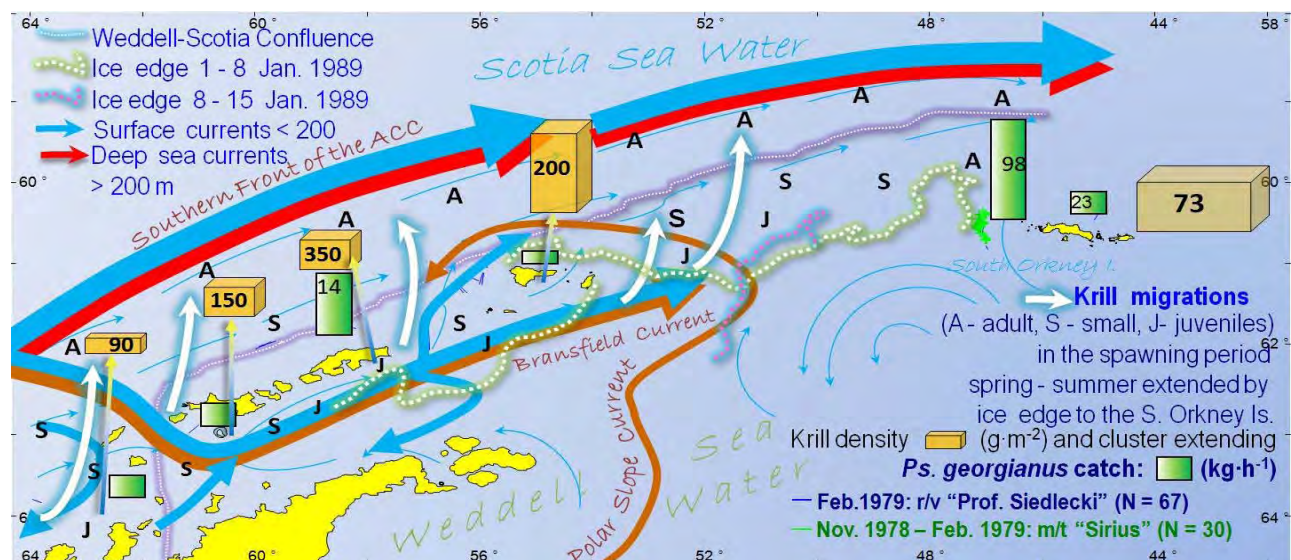 64 ° 60 ° 56 ° 52 ° 48 ° 44 ° 58 °
Weddell-Scotia Confluence
Ice edge 1 - 8 Jan. 1989
Ice edge 8 - 15 Jan. 1989
Surface currents < 200
Deep sea currents
> 200 m
Scotia Sea Water
Southern Front of the ACC
A
A
A
A
A
A
A
A
A
A
200
98
60 °
60 °
S
S
23
73
350
14
150
S
J
S
J
90
A
S
S
South Orkney I.
Bransfield Current
J
J
62 °
62 °
Krill migrations
(A - adult, S - small, J- juveniles)
in the spawning period
spring - summer extended by
ice edge to the S. Orkney Is.
Krill density (g·m⁻²) and cluster extending
Ps. georgianus catch: (kg·h⁻¹)
Feb.1979: r/v “Prof. Siedlecki” (N = 67)
Nov. 1978 – Feb. 1979: m/t “Sirius” (N = 30)
J
S
S
S
S
J
Polar Slope Current
Weddell Sea Water
64 °
64 °
64 60 ° 56 ° 52 ° 48 ° 44 °